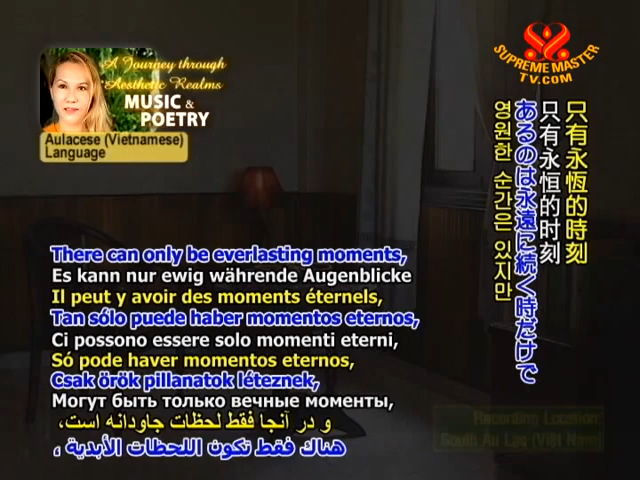 A Journey through
Aesthetic Realms
MUSIC &
POETRY
Aulacese (Vietnamese)
Language
SUPREME MASTER
TV.COM
There can only be everlasting moments,
Es kann nur ewig währende Augenblicke
Il peut y avoir des moments éternels,
Tan sólo puede haber momentos eternos,
Ci possono essere solo momenti eterni,
Só pode haver momentos eternos,
Csak örök pillanatok léteznek,
Могут быть только вечные моменты,
و در آنجا فقط لحظات جاودانه است،
هناك فقط تكون اللحظات الأبدية ،
只有永恆的時刻
只有永恒的时刻
あるのは永遠に続く時だけで
영원한 순간은 있지만
Recording Location:
South Au Lac (Việt Nam)